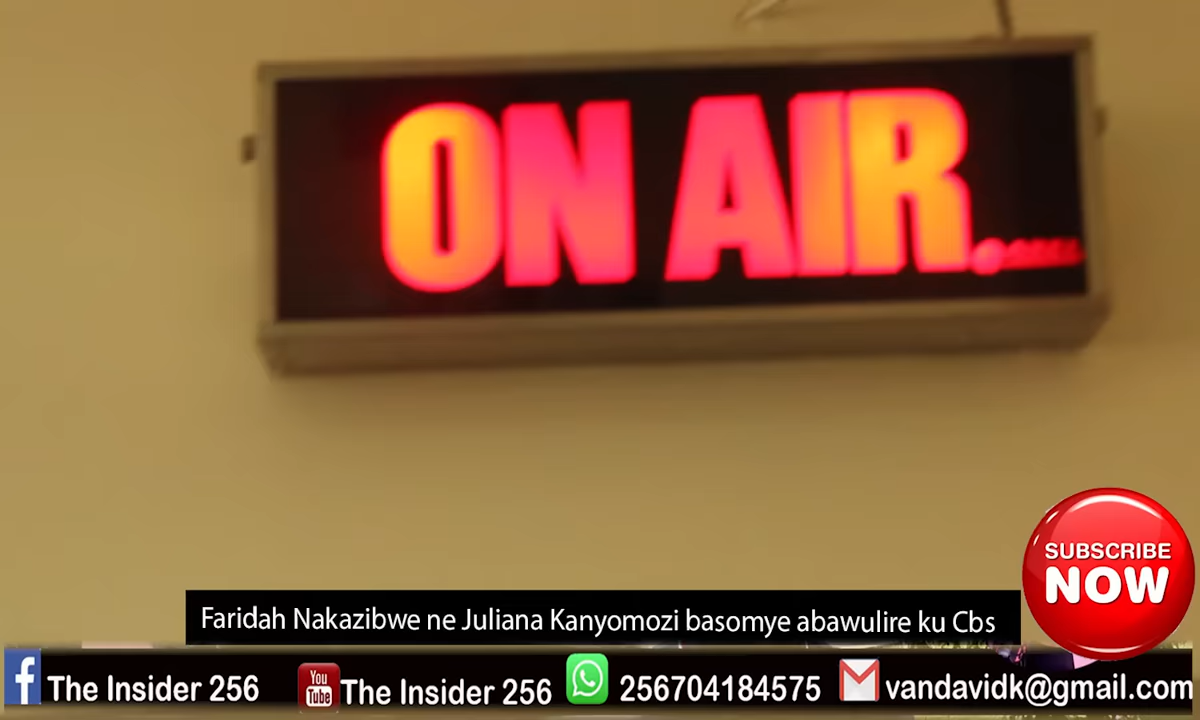 ON AIR
SUBSCRIBE
NOW
Faridah Nakazibwe ne Juliana Kanyomozi basomye abawulire ku Cbs
f The Insider 256 You Tube The Insider 256 256704184575 vandavidk@gmail.com